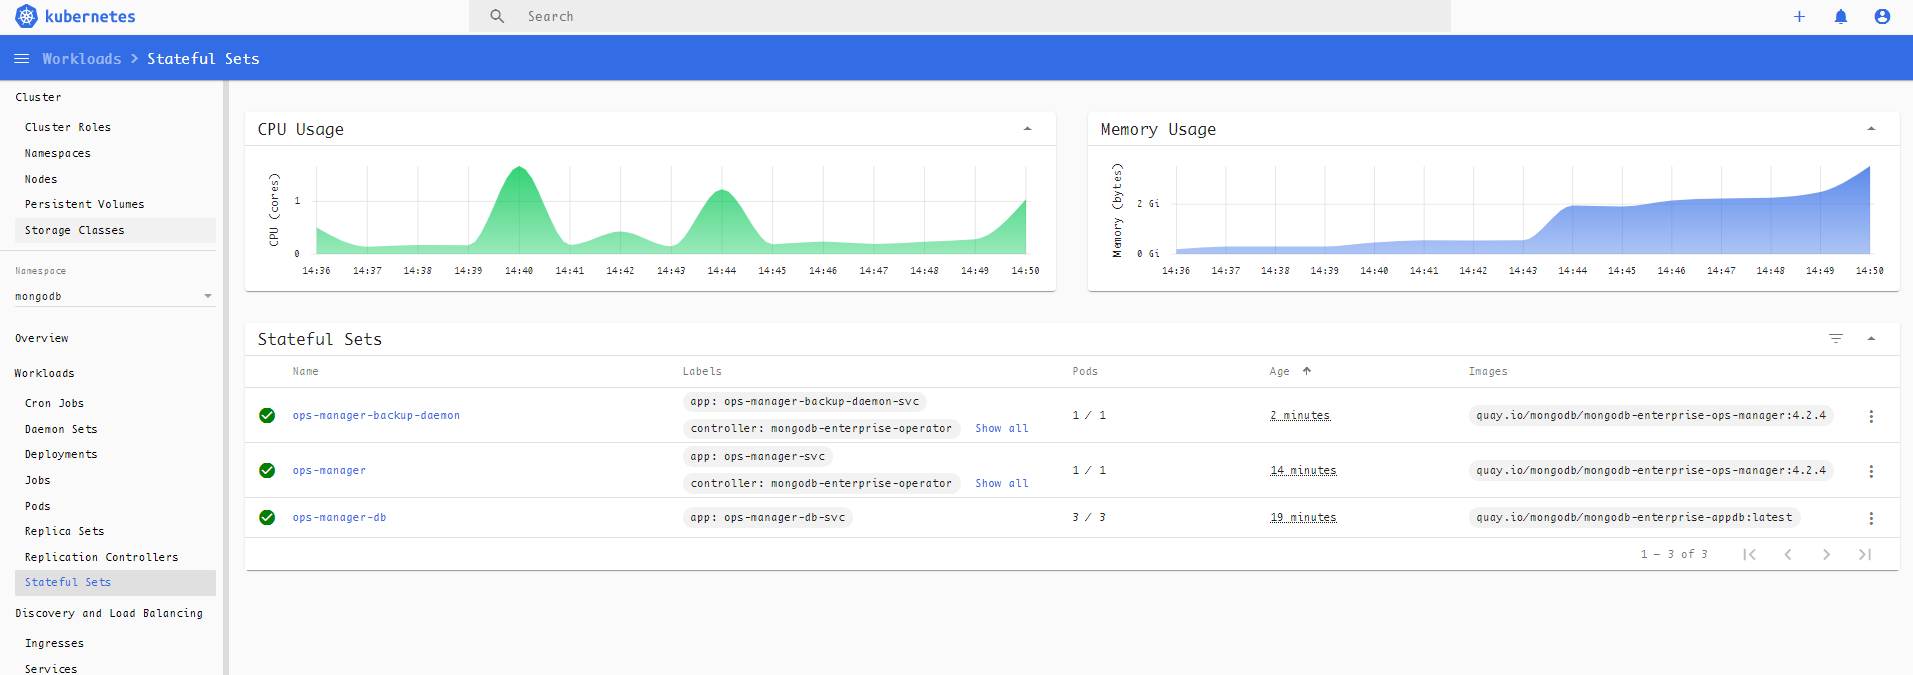 kubernetes
Search
Workloads > Stateful Sets
Cluster
Cluster Roles
Namespaces
Nodes
Persistent Volumes
Storage Classes
Namespace
mongodb
Overview
Workloads
Cron Jobs
Daemon Sets
Deployments
Jobs
Pods
Replica Sets
Replication Controllers
Stateful Sets
Discovery and Load Balancing
Ingresses
Services
CPU Usage
CPU (cores)
1
0
14:36 14:37 14:38 14:39 14:40 14:41 14:42 14:43 14:44 14:45 14:46 14:47 14:48 14:49 14:50
Memory Usage
Memory (bytes)
2 Gi
0 Gi
14:36 14:37 14:38 14:39 14:40 14:41 14:42 14:43 14:44 14:45 14:46 14:47 14:48 14:49 14:50
Stateful Sets
Name Labels Pods Age Images
ops-manager-backup-daemon
app: ops-manager-backup-daemon-svc
controller: mongodb-enterprise-operator Show all
1 / 1
2 minutes
quay.io/mongodb/mongodb-enterprise-ops-manager:4.2.4
ops-manager
app: ops-manager-svc
controller: mongodb-enterprise-operator Show all
1 / 1
14 minutes
quay.io/mongodb/mongodb-enterprise-ops-manager:4.2.4
ops-manager-db
app: ops-manager-db-svc
3 / 3
19 minutes
quay.io/mongodb/mongodb-enterprise-appdb:latest
1 – 3 of 3